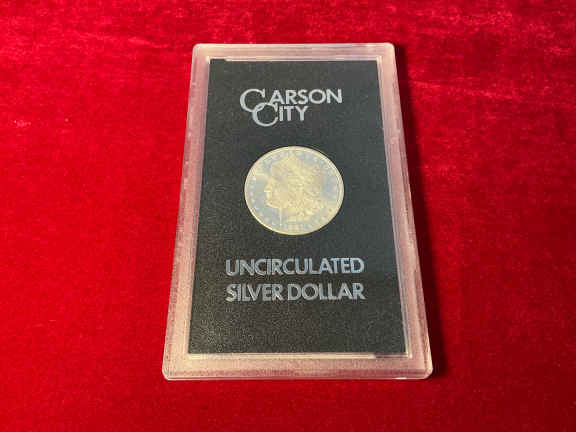 CARSON
CITY
UNCIRCULATED
SILVER DOLLAR